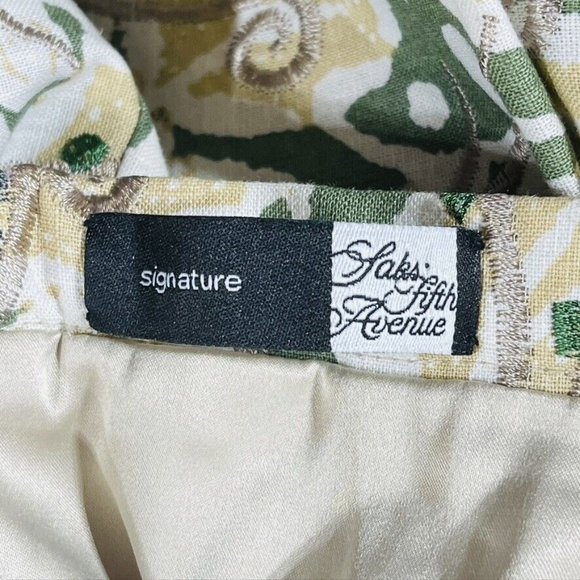 signature
Saks
fifth
Avenue